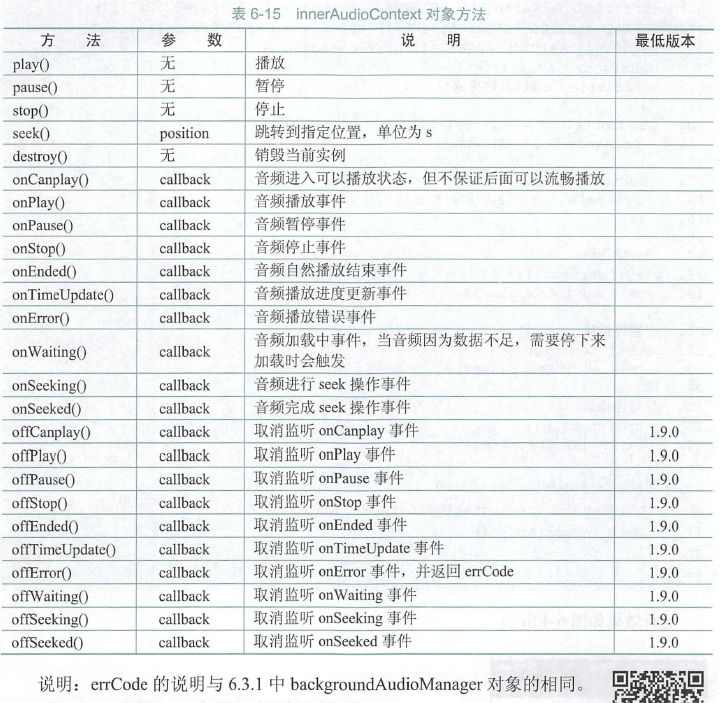 表 6-15 innerAudioContext 对象方法
方 法 参 数 说 明 最低版本
play() 无 播放
pause() 无 暂停
stop() 无 停止
seek() position 跳转到指定位置，单位为 s
destroy() 无 销毁当前实例
onCanplay() callback 音频进入可以播放状态，但不保证后面可以流畅播放
onPlay() callback 音频播放事件
onPause() callback 音频暂停事件
onStop() callback 音频停止事件
onEnded() callback 音频自然播放结束事件
onTimeUpdate() callback 音频播放进度更新事件
onError() callback 音频播放错误事件
onWaiting() callback 音频加载中事件，当音频因为数据不足，需要停下来
加载时会触发
onSeeking() callback 音频进行 seek 操作事件
onSeeked() callback 音频完成 seek 操作事件
offCanplay() callback 取消监听 onCanplay 事件 1.9.0
offPlay() callback 取消监听 onPlay 事件 1.9.0
offPause() callback 取消监听 onPause 事件 1.9.0
offStop() callback 取消监听 onStop 事件 1.9.0
offEnded() callback 取消监听 onEnded 事件 1.9.0
offTimeUpdate() callback 取消监听 onTimeUpdate 事件 1.9.0
offError() callback 取消监听 onError 事件，并返回 errCode 1.9.0
offWaiting() callback 取消监听 onWaiting 事件 1.9.0
offSeeking() callback 取消监听 onSeeking 事件 1.9.0
offSeeked() callback 取消监听 onSeeked 事件 1.9.0
说明：errCode 的说明与 6.3.1 中 backgroundAudioManager 对象的相同。